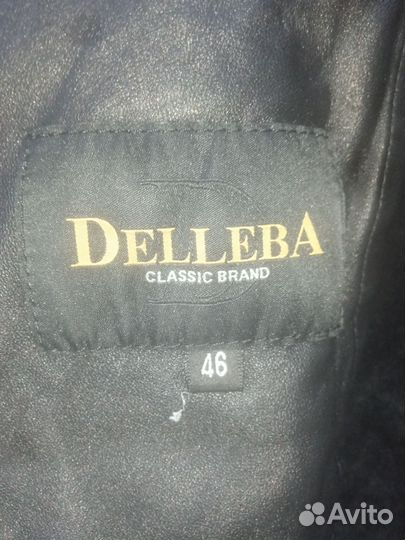 DELLEBA
CLASSIC BRAND
46
Avito